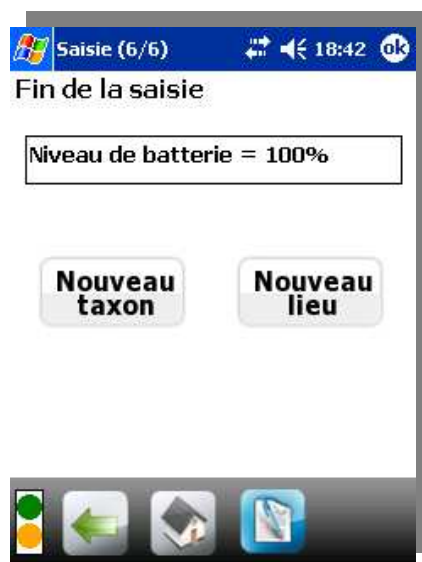 Saisie (6/6) 18:42 ok
Fin de la saisie
Niveau de batterie = 100%
Nouveau taxon
Nouveau lieu